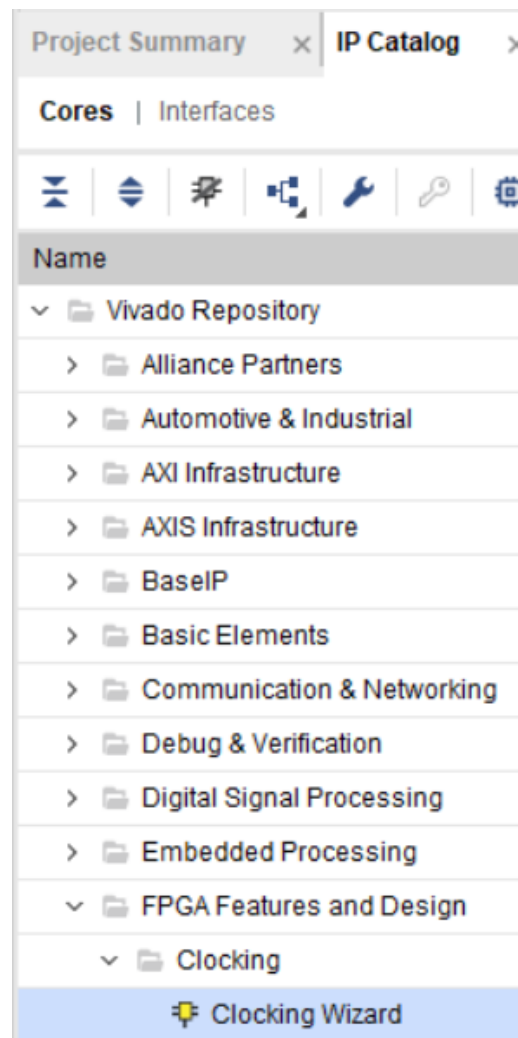 Project Summary × IP Catalog ×
Cores | Interfaces
Name
Vivado Repository
Alliance Partners
Automotive & Industrial
AXI Infrastructure
AXIS Infrastructure
BaseIP
Basic Elements
Communication & Networking
Debug & Verification
Digital Signal Processing
Embedded Processing
FPGA Features and Design
Clocking
Clocking Wizard